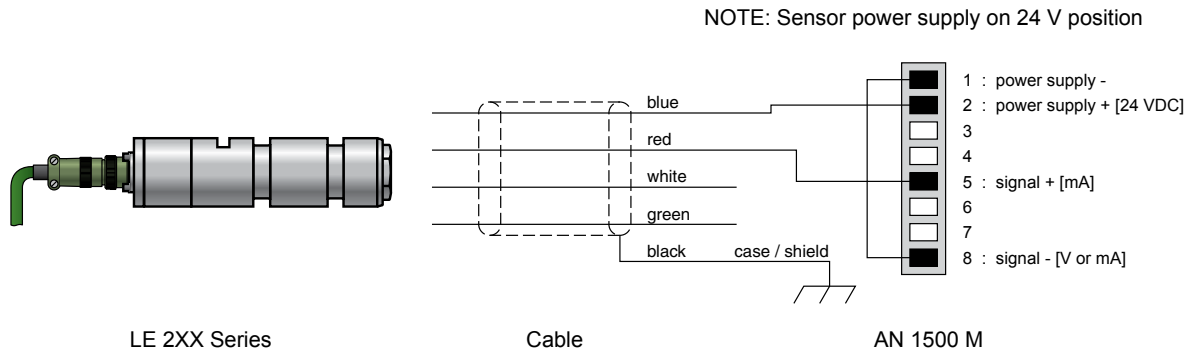 NOTE: Sensor power supply on 24 V position
1 : power supply -
2 : power supply + [24 VDC]
3
4
5 : signal + [mA]
6
7
8 : signal - [V or mA]
blue
red
white
green
black case / shield
LE 2XX Series
Cable
AN 1500 M